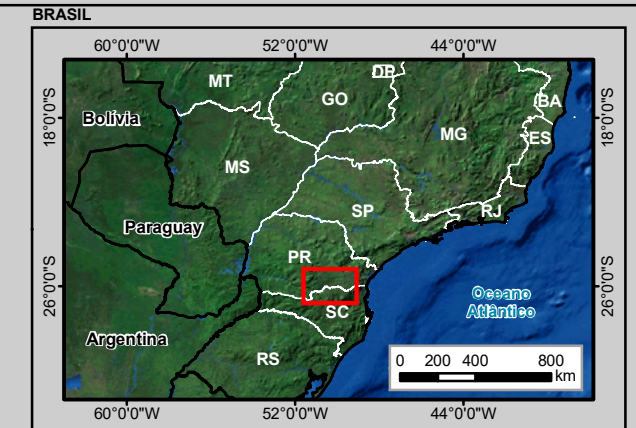 BRASIL
60°0'0"W 52°0'0"W 44°0'0"W
MT
DF
GO
BA
18°0'0"S
Bolívia
MG
ES
18°0'0"S
MS
SP
RJ
Paraguay
PR
26°0'0"S
Oceano
Atlântico
26°0'0"S
SC
Argentina
RS
0 200 400 800
km
60°0'0"W 52°0'0"W 44°0'0"W